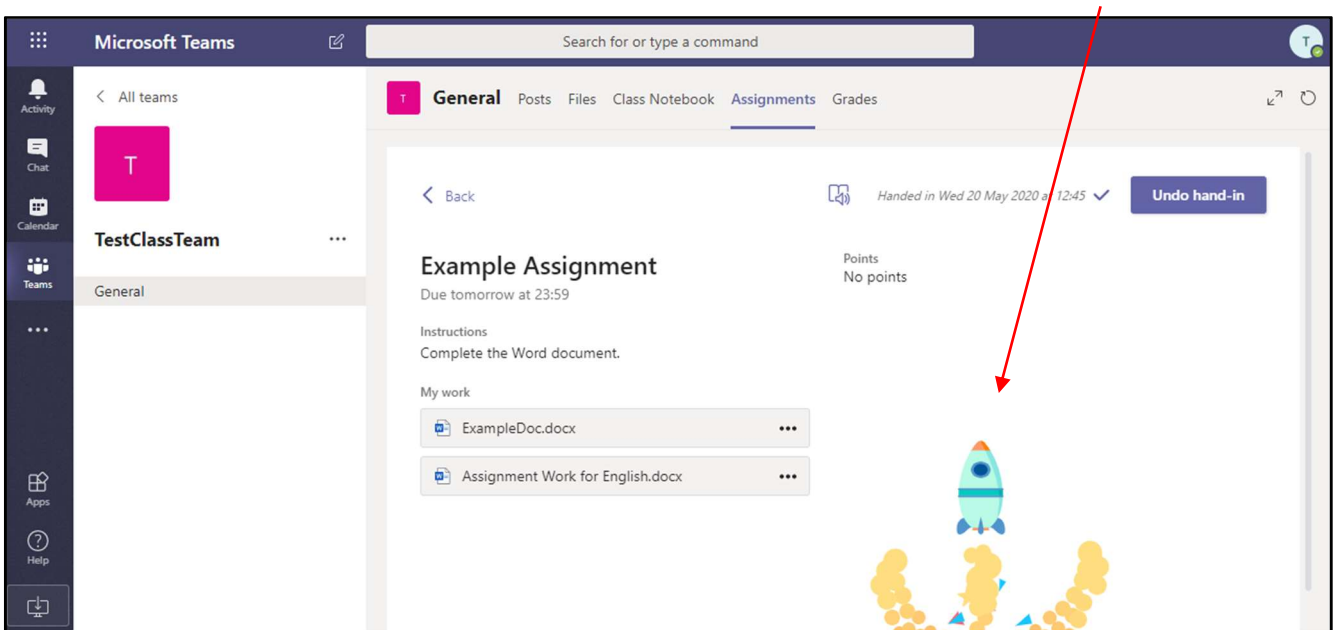 Microsoft Teams
Search for or type a command
T
Activity
Chat
Calendar
Teams
Apps
Help
All teams
T
TestClassTeam
General
T
General Posts Files Class Notebook Assignments Grades
Back
Handed in Wed 20 May 2020 at 12:45
Undo hand-in
Example Assignment
Due tomorrow at 23:59
Points
No points
Instructions
Complete the Word document.
My work
ExampleDoc.docx
Assignment Work for English.docx